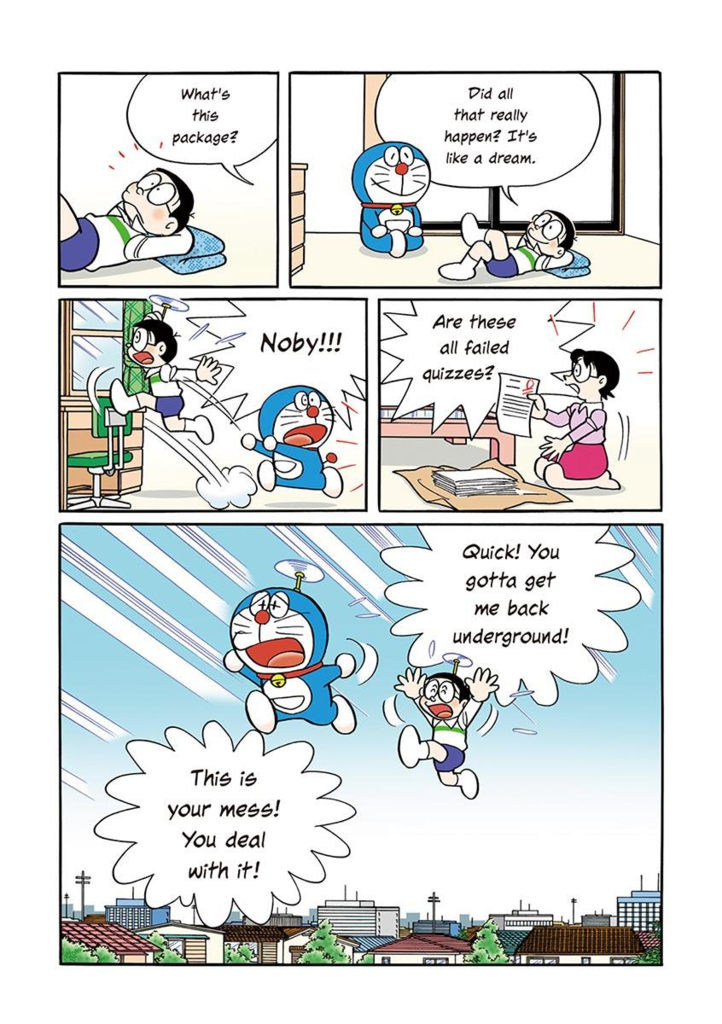 Did all
that really
happen? It's
like a dream.
What's
this
package?
Are these
all failed
quizzes?
Noby!!!
Quick! You
gotta get
me back
underground!
This is
your mess!
You deal
with it!